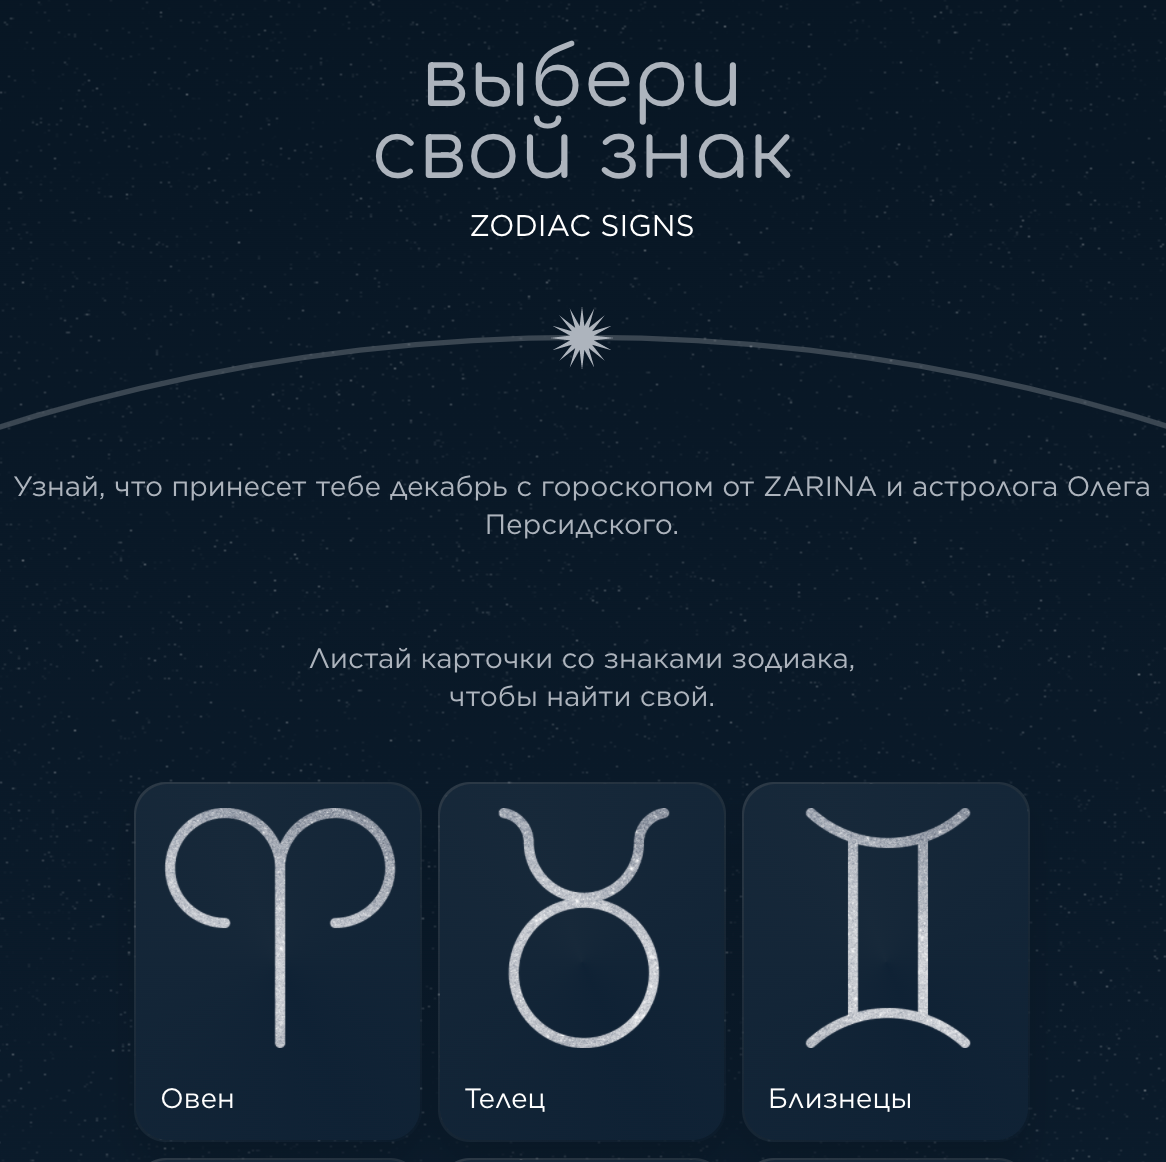 выбери
свой знак
ZODIAC SIGNS
Узнай, что принесет тебе декабрь с гороскопом от ZARINA и астролога Олега
Персидского.
Листай карточки со знаками зодиака,
чтобы найти свой.
Овен
Телец
Близнецы